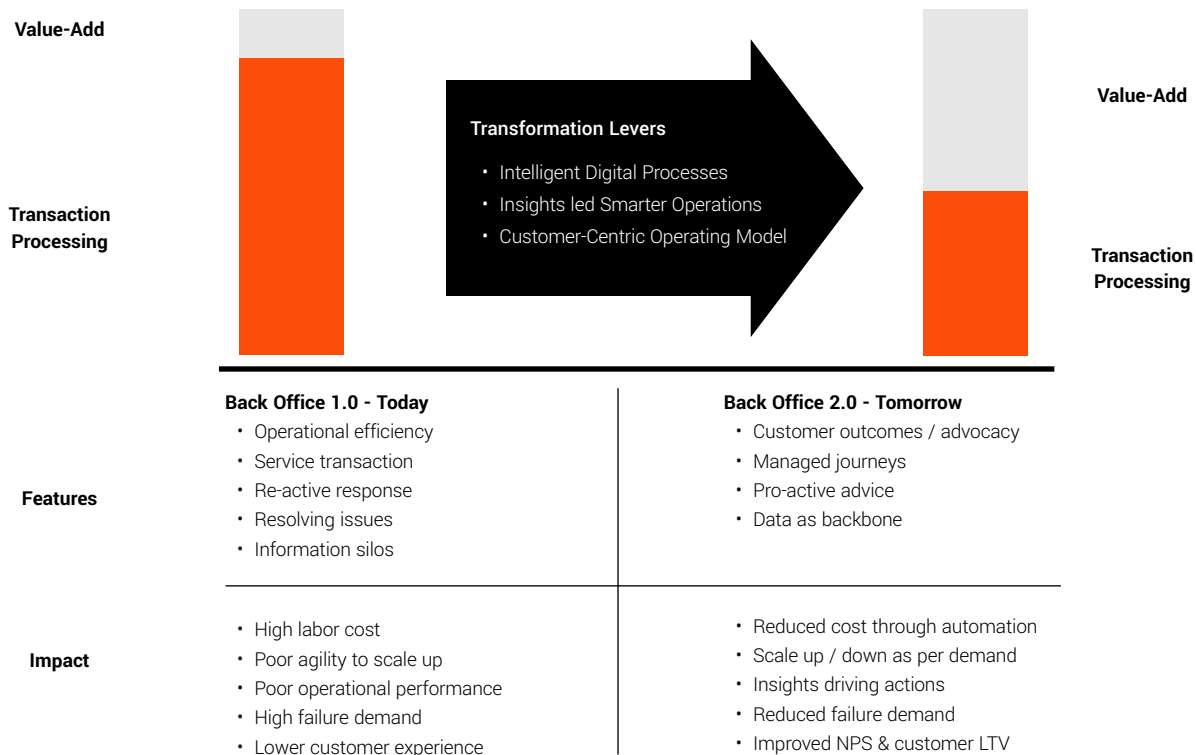 Value-Add
Transaction
Processing
Transformation Levers
• Intelligent Digital Processes
• Insights led Smarter Operations
• Customer-Centric Operating Model
Value-Add
Transaction
Processing
Back Office 1.0 - Today
• Operational efficiency
• Service transaction
• Re-active response
• Resolving issues
• Information silos
Back Office 2.0 - Tomorrow
• Customer outcomes / advocacy
• Managed journeys
• Pro-active advice
• Data as backbone
Features
Impact
• High labor cost
• Poor agility to scale up
• Poor operational performance
• High failure demand
• Lower customer experience
• Reduced cost through automation
• Scale up / down as per demand
• Insights driving actions
• Reduced failure demand
• Improved NPS & customer LTV